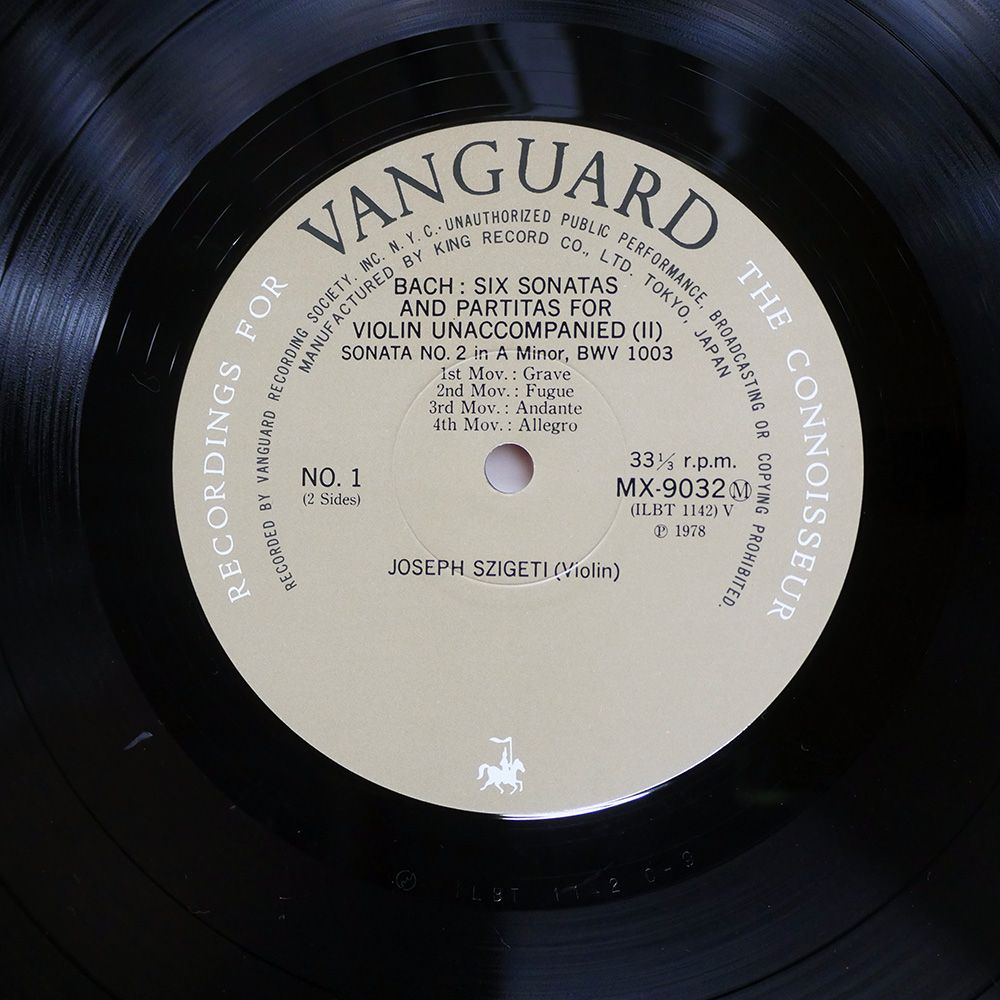 VANGUARD
RECORDINGS FOR THE CONNOISSEUR
RECORDED BY VANGUARD RECORDING SOCIETY, INC. N.Y.C.·UNAUTHORIZED PUBLIC PERFORMANCE, BROADCASTING OR COPYING PROHIBITED.
MANUFACTURED BY KING RECORD CO., LTD. TOKYO, JAPAN
BACH : SIX SONATAS
AND PARTITAS FOR
VIOLIN UNACCOMPANIED (II)
SONATA NO. 2 in A Minor, BWV 1003
1st Mov. : Grave
2nd Mov. : Fugue
3rd Mov. : Andante
4th Mov. : Allegro
NO. 1
(2 Sides)
33⅓ r.p.m.
MX-9032 Ⓜ
(ILBT 1142) V
℗ 1978
JOSEPH SZIGETI (Violin)